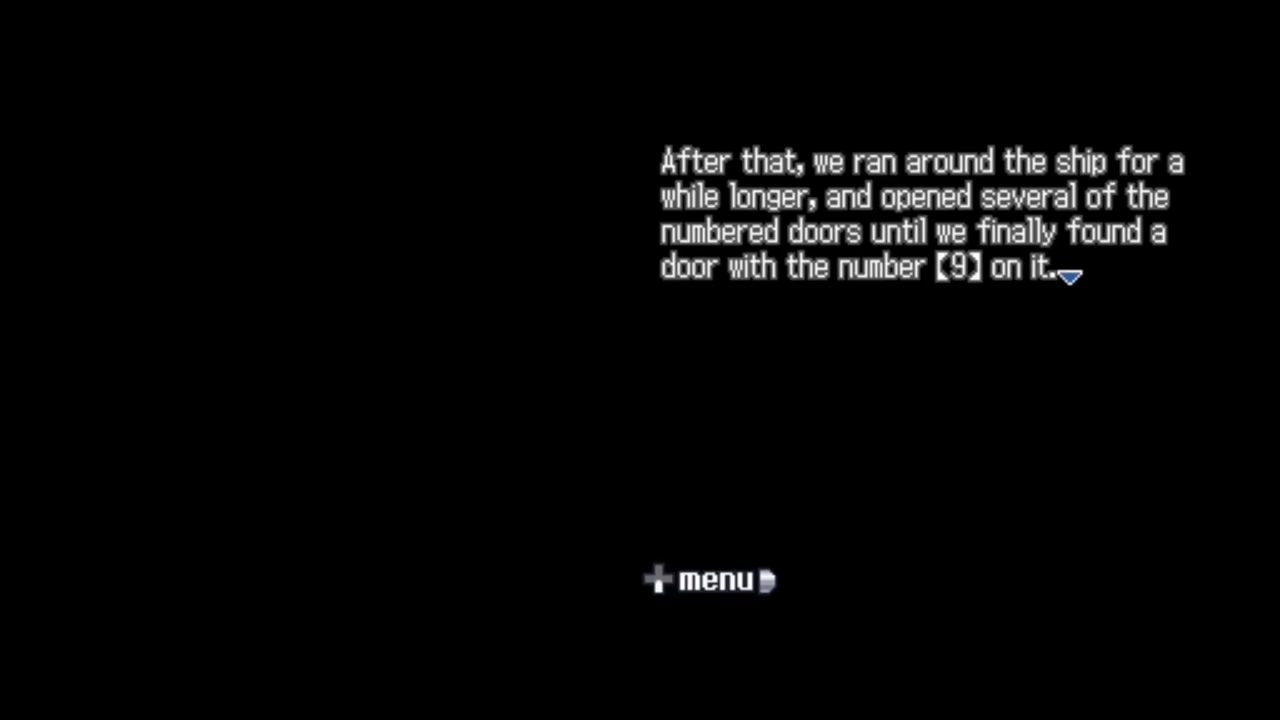 After that, we ran around the ship for a
while longer, and opened several of the
numbered doors until we finally found a
door with the number 【9】 on it.
menu